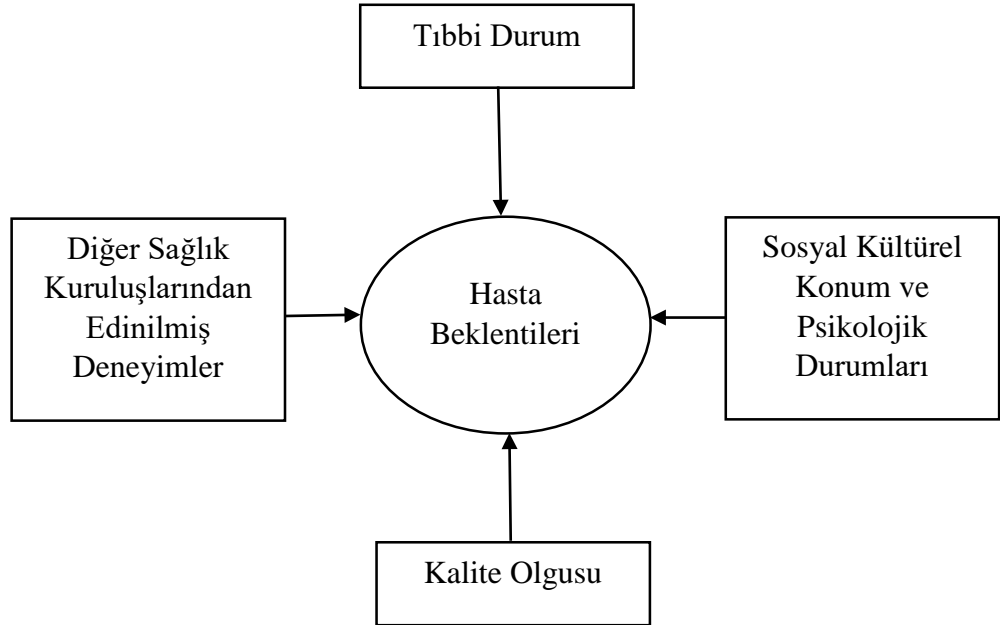 Tıbbi Durum
Diğer Sağlık
Kuruluşlarından
Edinilmiş
Deneyimler
Hasta
Beklentileri
Sosyal Kültürel
Konum ve
Psikolojik
Durumları
Kalite Olgusu